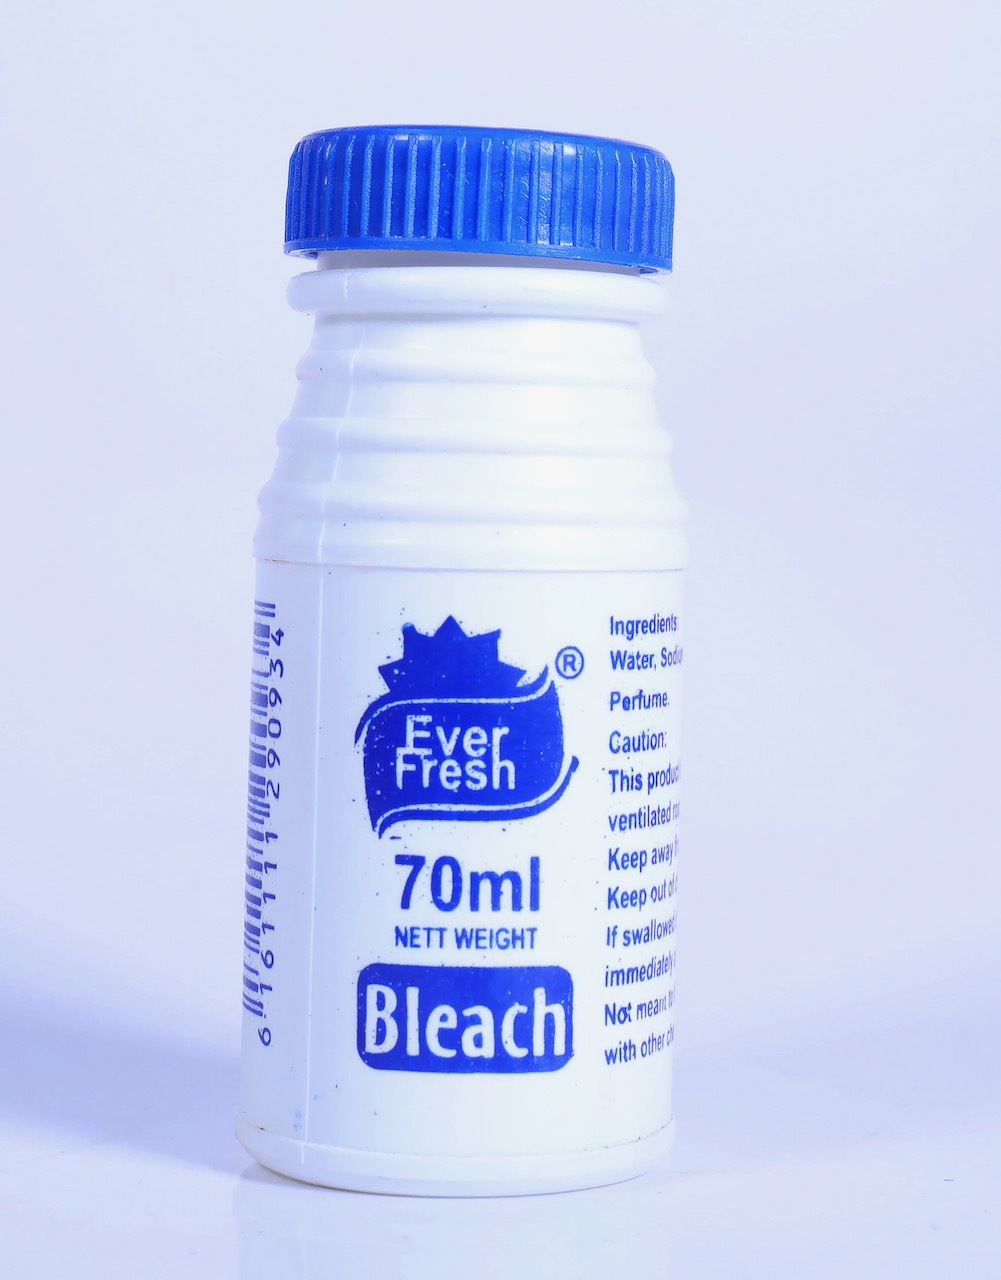 6 161111 290934
®
Ever
Fresh
70ml
NETT WEIGHT
Bleach
Ingredients:
Water,
Perfume.
Caution:
This
ventilated
Keep away
Keep out of
If swallowed
immediately
Not meant to
with other